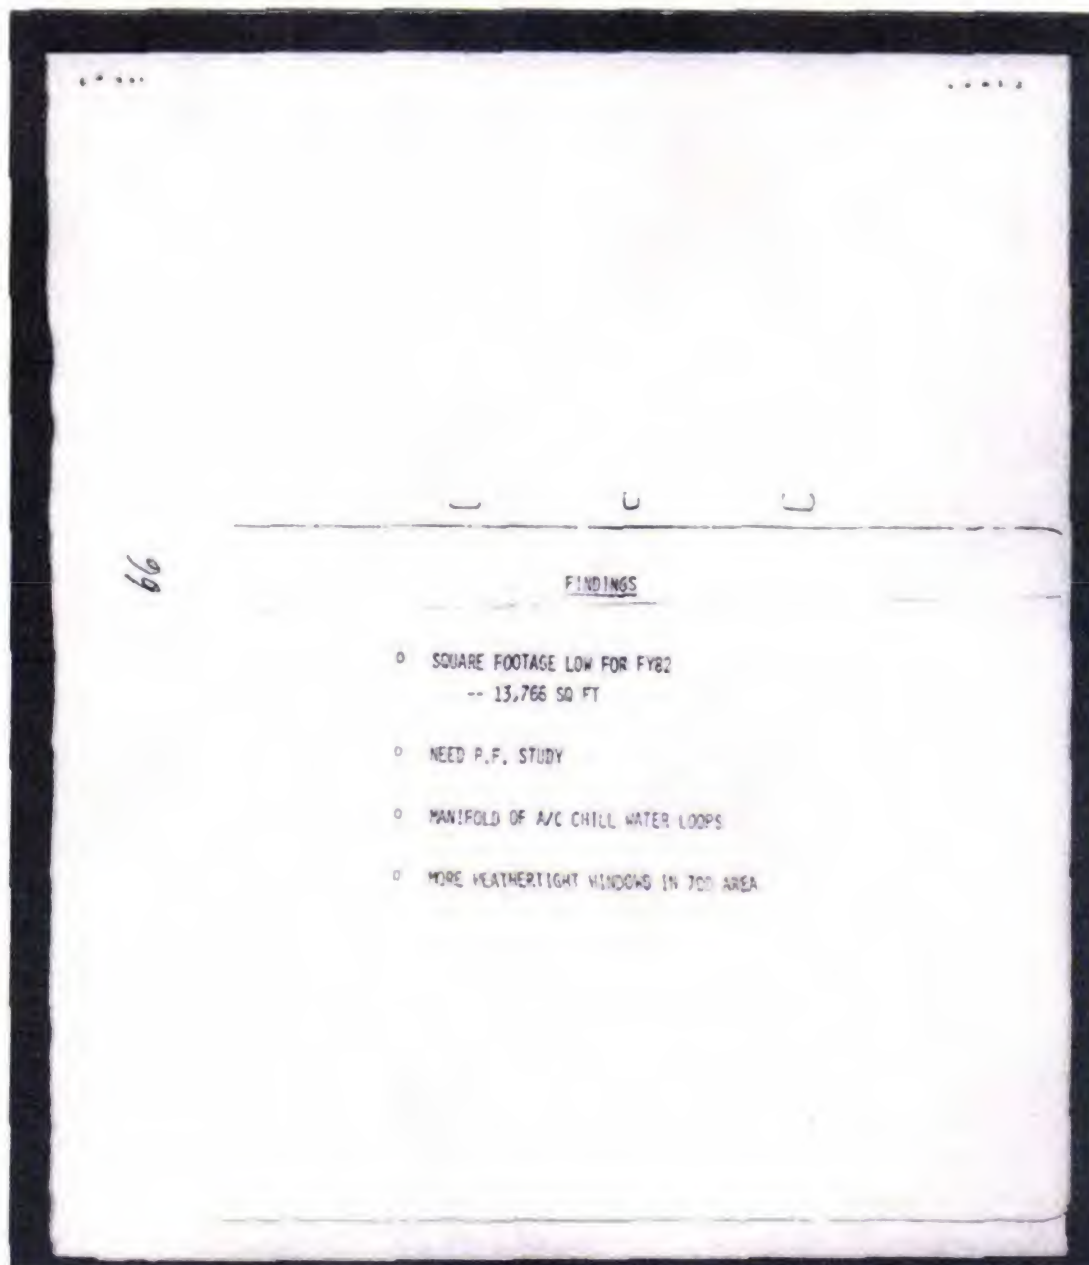 66
FINDINGS
o SQUARE FOOTAGE LOW FOR FY82
-- 13,766 SQ FT
o NEED P.F. STUDY
o MANIFOLD OF A/C CHILL WATER LOOPS
o MORE WEATHERTIGHT WINDOWS IN 700 AREA